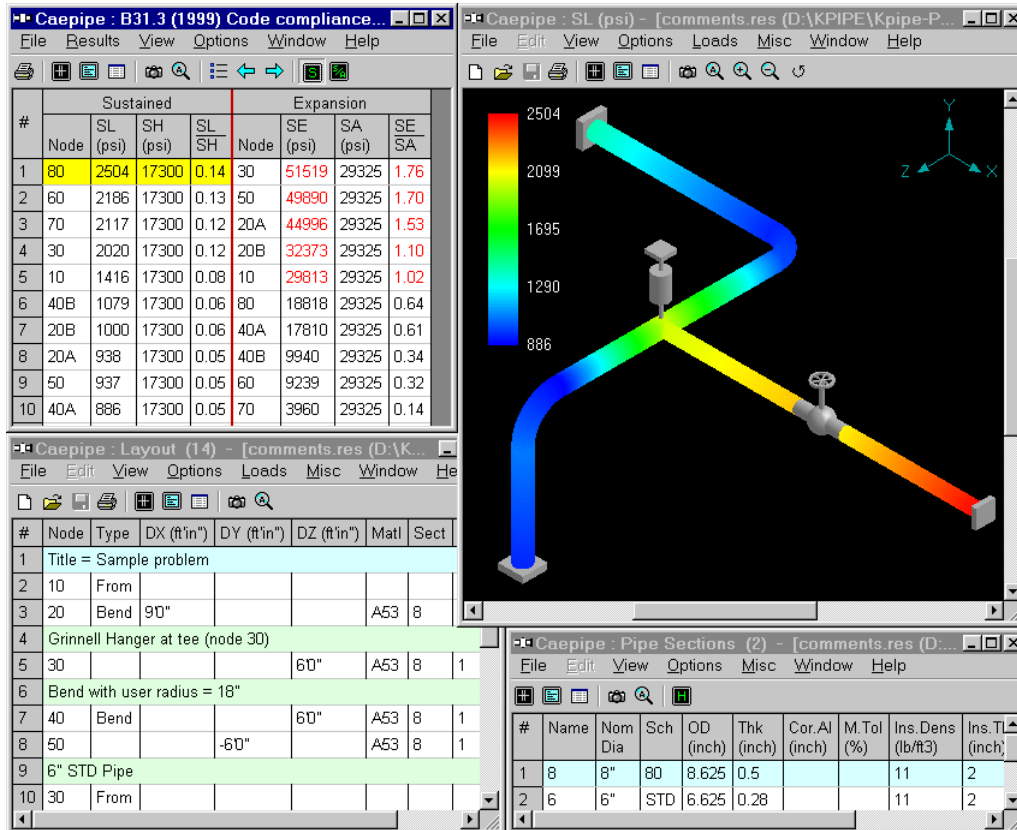 Caepipe : B31.3 (1999) Code compliance...
File Results View Options Window Help
Sustained Expansion
# Node SL (psi) SH (psi) SL/SH Node SE (psi) SA (psi) SE/SA
1 80 2504 17300 0.14 30 51519 29325 1.76
2 60 2186 17300 0.13 50 49890 29325 1.70
3 70 2117 17300 0.12 20A 44996 29325 1.53
4 30 2020 17300 0.12 20B 32373 29325 1.10
5 10 1416 17300 0.08 10 29813 29325 1.02
6 40B 1079 17300 0.06 80 18818 29325 0.64
7 20B 1000 17300 0.06 40A 17810 29325 0.61
8 20A 938 17300 0.05 40B 9940 29325 0.34
9 50 937 17300 0.05 60 9239 29325 0.32
10 40A 886 17300 0.05 70 3960 29325 0.14
Caepipe : SL (psi) - [comments.res (D:\KPIPE\Kpipe-P...
File Edit View Options Loads Misc Window Help
2504
2099
1695
1290
886
Y
Z X
Caepipe : Layout (14) - [comments.res (D:\K...
File Edit View Options Loads Misc Window He
# Node Type DX (ft'in") DY (ft'in") DZ (ft'in") Matl Sect
1 Title = Sample problem
2 10 From
3 20 Bend 9'0" A53 8
4 Grinnell Hanger at tee (node 30)
5 30 6'0" A53 8 1
6 Bend with user radius = 18"
7 40 Bend 6'0" A53 8 1
8 50 -6'0" A53 8 1
9 6" STD Pipe
10 30 From
Caepipe : Pipe Sections (2) - [comments.res (D:...
File Edit View Options Misc Window Help
# Name Nom Dia Sch OD (inch) Thk (inch) Cor.Al (inch) M.Tol (%) Ins.Dens (lb/ft3) Ins.T (inch)
1 8 8" 80 8.625 0.5 11 2
2 6 6" STD 6.625 0.28 11 2